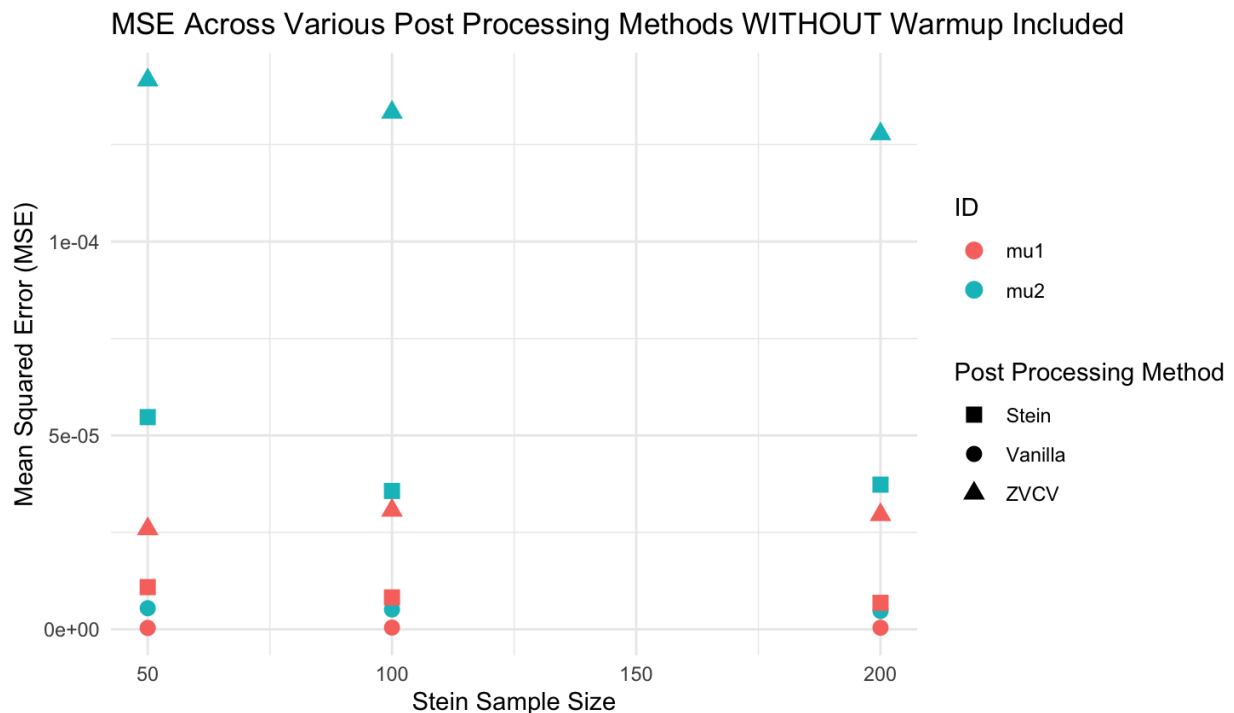 MSE Across Various Post Processing Methods WITHOUT Warmup Included
Mean Squared Error (MSE)
1e-04
5e-05
0e+00
50
100
150
200
Stein Sample Size
ID
mu1
mu2
Post Processing Method
Stein
Vanilla
ZVCV